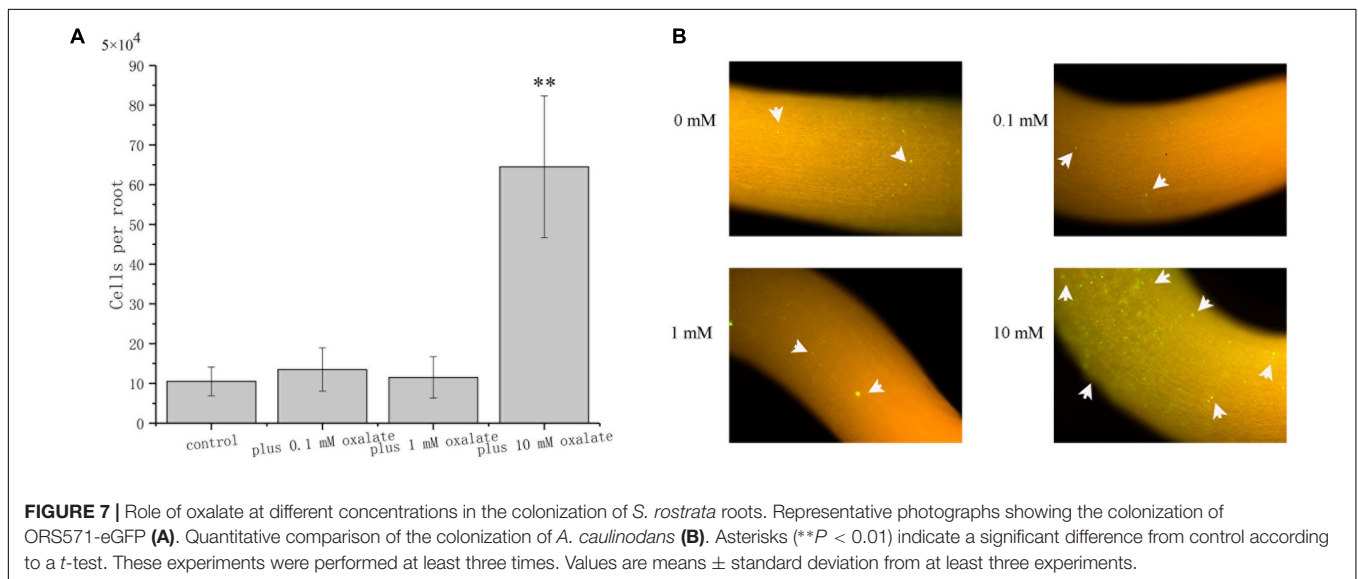 A
5×10⁴
90
80
70
60
50
40
30
20
10
0
Cells per root
**
control
plus 0.1 mM oxalate
plus 1 mM oxalate
plus 10 mM oxalate
B
0 mM
0.1 mM
1 mM
10 mM
FIGURE 7 | Role of oxalate at different concentrations in the colonization of S. rostrata roots. Representative photographs showing the colonization of
ORS571-eGFP (A). Quantitative comparison of the colonization of A. caulinodans (B). Asterisks (**P < 0.01) indicate a significant difference from control according
to a t-test. These experiments were performed at least three times. Values are means ± standard deviation from at least three experiments.